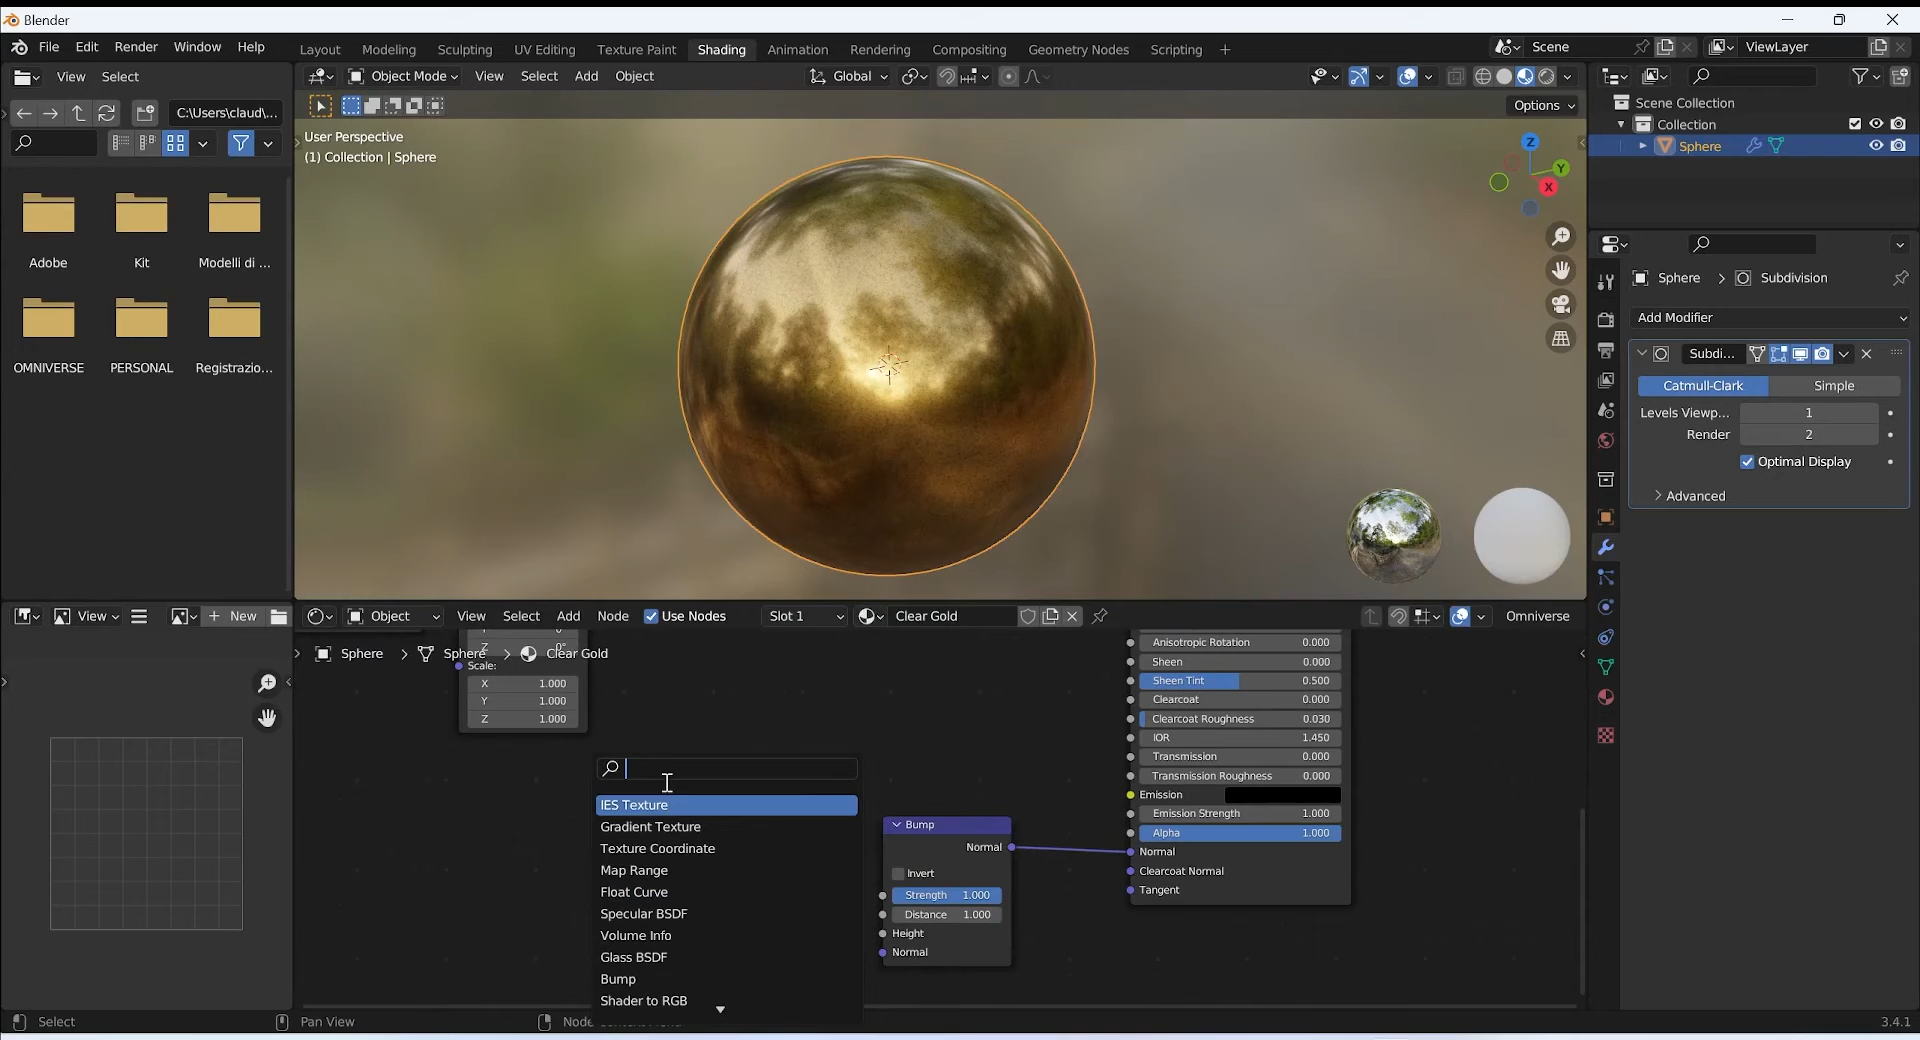 Blender
File Edit Render Window Help
Layout Modeling Sculpting UV Editing Texture Paint Shading Animation Rendering Compositing Geometry Nodes Scripting +
Scene
ViewLayer
View Select
Object Mode View Select Add Object
Global
C:\Users\claud\...
Options
User Perspective
(1) Collection | Sphere
Z
Y
X
Adobe Kit Modelli di ...
OMNIVERSE PERSONAL Registrazio...
Scene Collection
Collection
Sphere
Sphere > Subdivision
Add Modifier
Subdi...
Catmull-Clark Simple
Levels Viewp... 1
Render 2
Optimal Display
Advanced
View
+ New
Object View Select Add Node Use Nodes Slot 1 Clear Gold Omniverse
Sphere > Sphere > Clear Gold
Z 0°
Scale:
X 1.000
Y 1.000
Z 1.000
IES Texture
Gradient Texture
Texture Coordinate
Map Range
Float Curve
Specular BSDF
Volume Info
Glass BSDF
Bump
Shader to RGB
Bump
Normal
Invert
Strength 1.000
Distance 1.000
Height
Normal
Anisotropic Rotation 0.000
Sheen 0.000
Sheen Tint 0.500
Clearcoat 0.000
Clearcoat Roughness 0.030
IOR 1.450
Transmission 0.000
Transmission Roughness 0.000
Emission
Emission Strength 1.000
Alpha 1.000
Normal
Clearcoat Normal
Tangent
Select
Pan View
Node
3.4.1